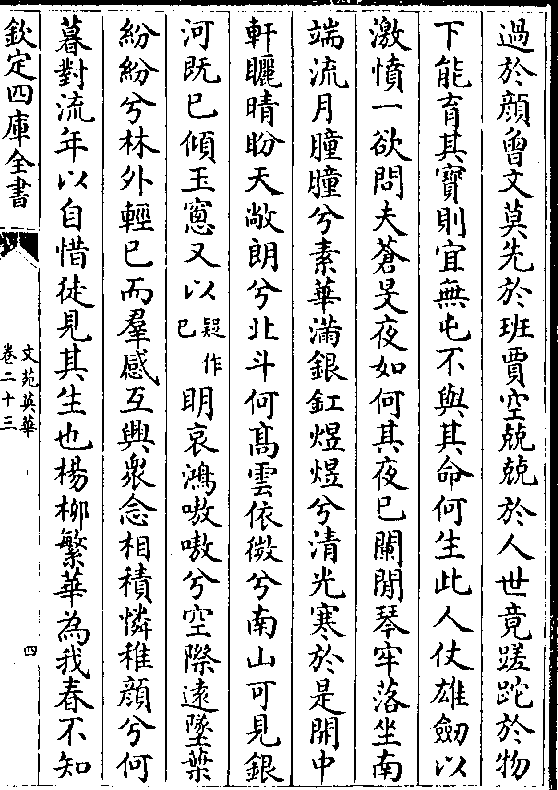 過於顔曾文莫先於班賈空兢兢於人世竟蹉跎於物
下能育其寶則宜無屯不與其命何生此人仗雄劒以
激憤一欲問夫蒼旻夜如何其夜已闌閒琴牢落坐南
端流月瞳瞳兮素華滿銀釭煜煜兮清光寒於是開中
軒矖晴盼天敞朗兮北斗何髙雲依微兮南山可見銀
河既已傾玉窻又以疑作已明哀鴻嗷嗷兮空際逺墜葉
紛紛兮林外輕已而羣感互興衆念相積憐稚顔兮何
暮對流年以自惜徒見其生也楊栁繁華為我春不知
欽定四庫全書
文苑英華
卷二十三
四